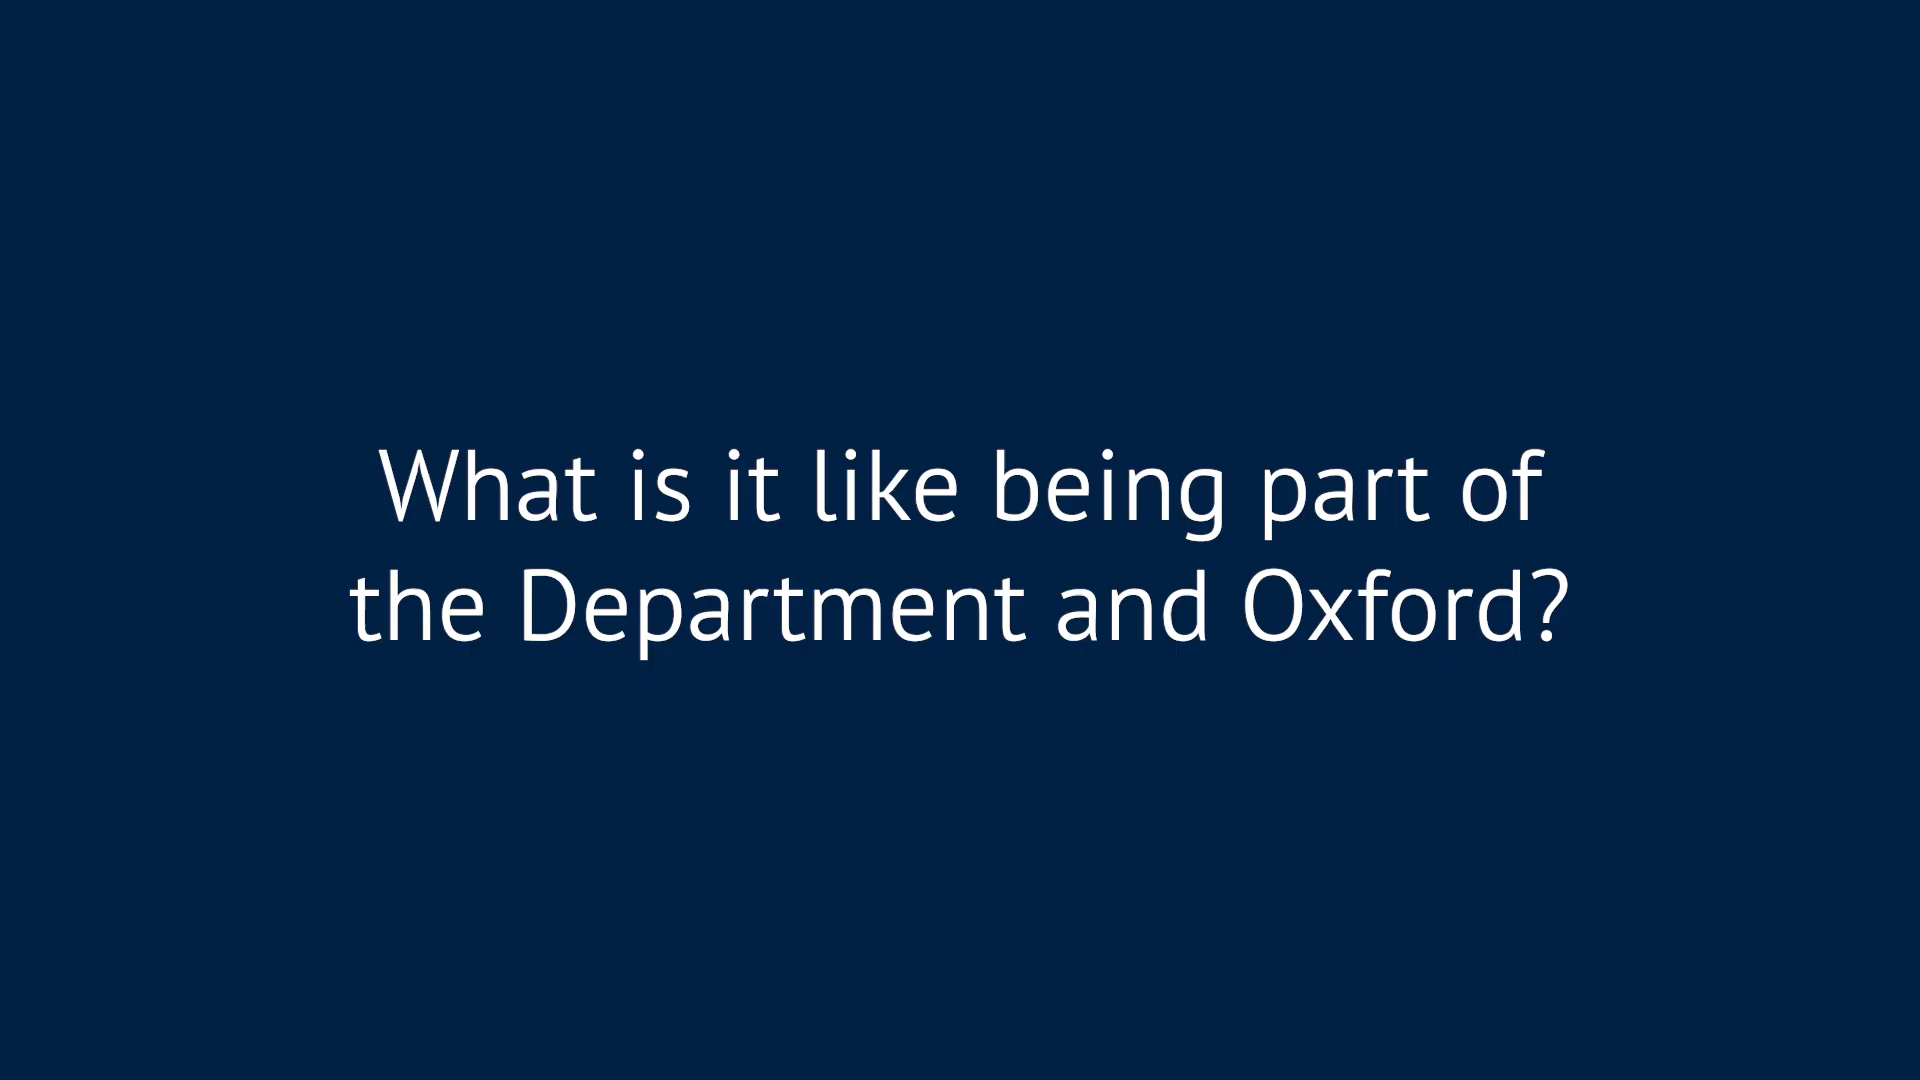 What is it like being part of
the Department and Oxford?